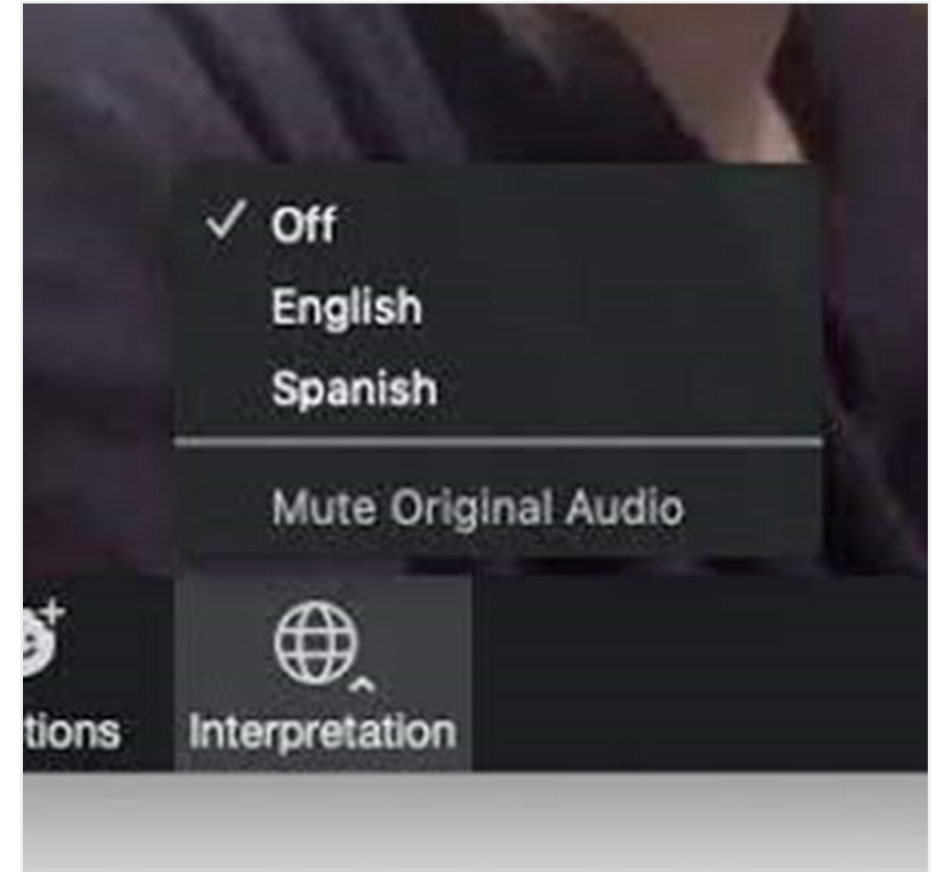 Off
English
Spanish
Mute Original Audio
tions
Interpretation